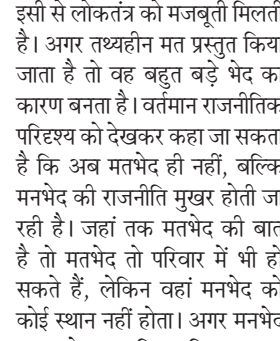 इसी से लोकतंत्र को मजबूती मिलती
है। अगर तथ्यहीन मत प्रस्तुत किया
जाता है तो वह बहुत बड़े भेद का
कारण बनता है। वर्तमान राजनीतिक
परिदृश्य को देखकर कहा जा सकता
है कि अब मतभेद ही नहीं, बल्कि
मनभेद की राजनीति मुखर होती जा
रही है। जहां तक मतभेद की बात
है तो मतभेद तो परिवार में भी हो
सकते हैं, लेकिन वहां मनभेद को
कोई स्थान नहीं होता। अगर मनभेद